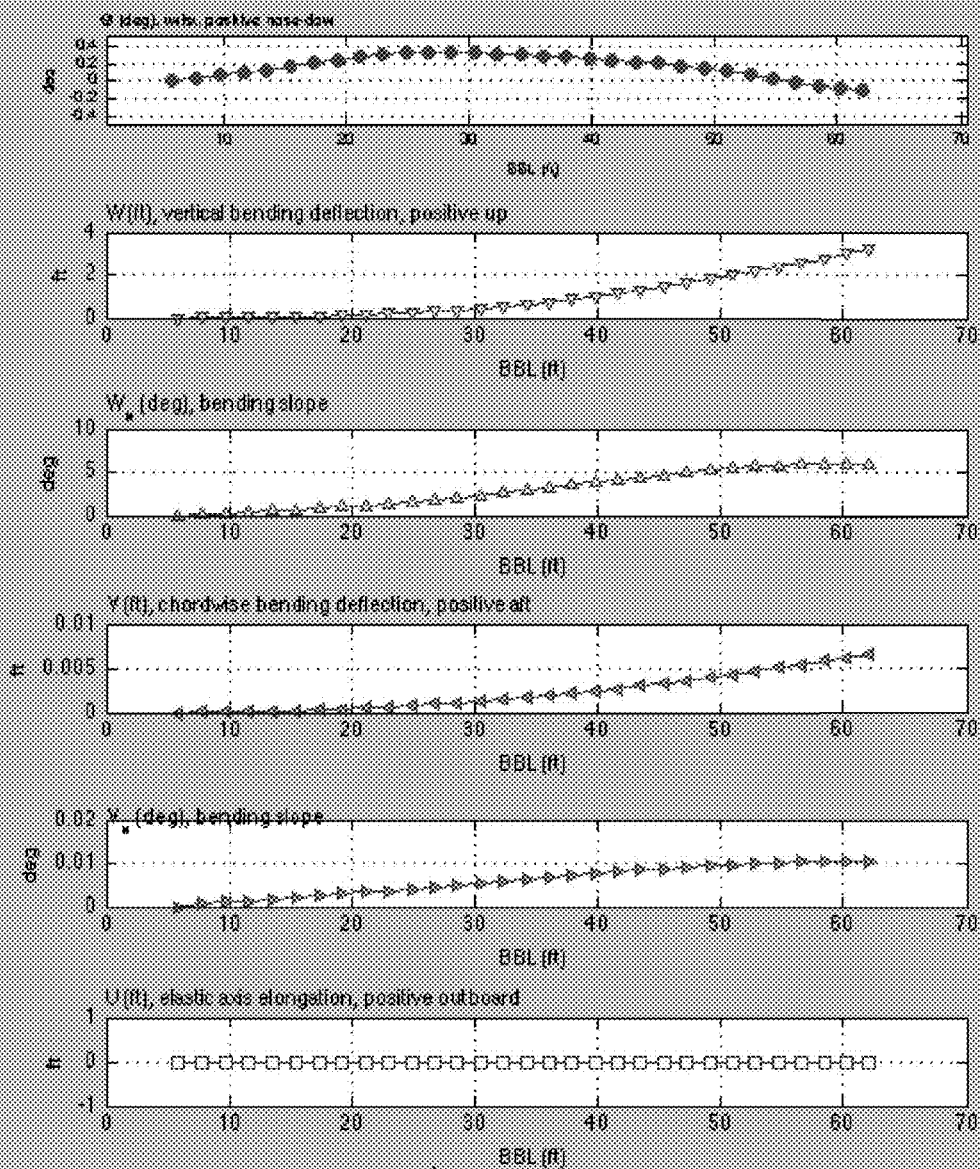 Θ (deg), twist, positive nose-down
0.4
0.2
0
0.2
0.4
deg
10 20 30 40 50 60 70
BBL (ft)
W (ft), vertical bending deflection, positive up
4
2
0
ft
0 10 20 30 40 50 60 70
BBL (ft)
W_x (deg), bending slope
10
5
0
deg
0 10 20 30 40 50 60 70
BBL (ft)
V (ft), chordwise bending deflection, positive aft
0.01
0.005
0
ft
0 10 20 30 40 50 60 70
BBL (ft)
V_x (deg), bending slope
0.02
0.01
0
deg
0 10 20 30 40 50 60 70
BBL (ft)
U (ft), elastic axis elongation, positive outboard
1
0
-1
ft
0 10 20 30 40 50 60 70
BBL (ft)